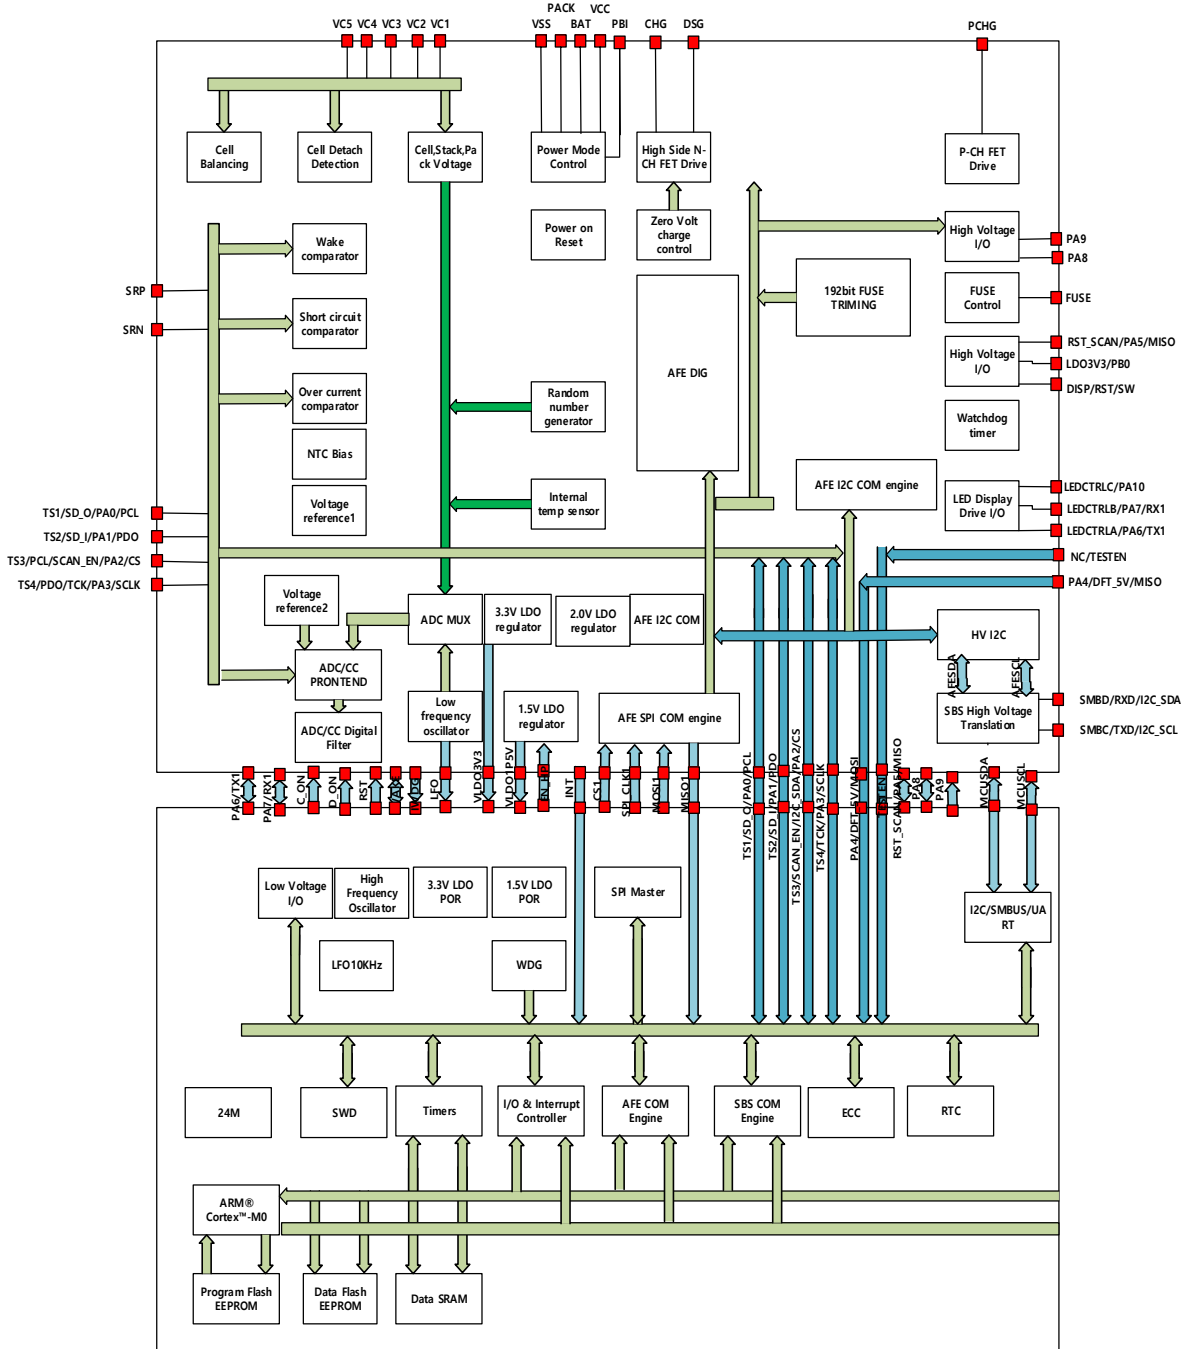 PACK
VCC
VC5 VC4 VC3 VC2 VC1
VSS BAT PBI CHG DSG
PCHG
Cell
Balancing
Cell Detach
Detection
Cell,Stack,Pa
ck Voltage
Power Mode
Control
High Side N-
CH FET Drive
P-CH FET
Drive
Wake
comparator
Power on
Reset
Zero Volt
charge
control
High Voltage
I/O
PA9
PA8
SRP
SRN
Short circuit
comparator
192bit FUSE
TRIMING
FUSE
Control
FUSE
AFE DIG
High Voltage
I/O
RST_SCAN/PA5/MISO
LDO3V3/PB0
DISP/RST/SW
Over current
comparator
Random
number
generator
Watchdog
timer
NTC Bias
AFE I2C COM engine
Voltage
reference1
Internal
temp sensor
LED Display
Drive I/O
LEDCTRLC/PA10
LEDCTRLB/PA7/RX1
LEDCTRLA/PA6/TX1
TS1/SD_O/PA0/PCL
TS2/SD_I/PA1/PDO
TS3/PCL/SCAN_EN/PA2/CS
TS4/PDO/TCK/PA3/SCLK
NC/TESTEN
PA4/DFT_5V/MISO
Voltage
reference2
ADC MUX
3.3V LDO
regulator
2.0V LDO
regulator
AFE I2C COM
HV I2C
ADC/CC
PRONTEND
AFESDA
AFESCL
Low
frequency
oscillator
1.5V LDO
regulator
AFE SPI COM engine
SBS High Voltage
Translation
SMBD/RXD/I2C_SDA
SMBC/TXD/I2C_SCL
ADC/CC Digital
Filter
PA6/TX1
PA7/RX1
C_ON
D_ON
RST
LFO
VLDO3V3
VLDO1P5V
INT
CS1
SPI_CLK1
MOSI1
MISO1
TS1/SD_O/PA0/PCL
TS2/SD_I/PA1/PDO
TS3/SCAN_EN/I2C_SDA/PA2/CS
TS4/TCK/PA3/SCLK
PA4/DFT_5V/MOSI
TESTEN
RST_SCAN/PA5/MISO
PA8
PA9
MCUSDA
MCUSCL
Low Voltage
I/O
High
Frequency
Oscillator
3.3V LDO
POR
1.5V LDO
POR
SPI Master
I2C/SMBUS/UA
RT
LFO10KHz
WDG
24M
SWD
Timers
I/O & Interrupt
Controller
AFE COM
Engine
SBS COM
Engine
ECC
RTC
ARM®
Cortex™-M0
Program Flash
EEPROM
Data Flash
EEPROM
Data SRAM